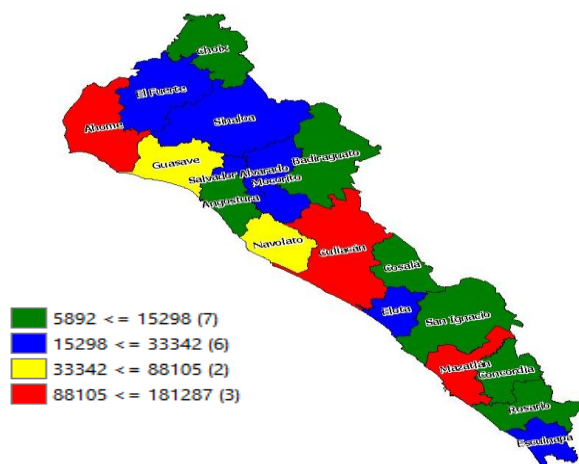 Choix
El Fuerte
Ahome
Sinaloa
Guasave
Badiraguato
Salvador Alvarado
Mocorito
Angostura
Navolato
Culiacán
Cosalá
Elota
San Ignacio
Mazatlán
Concordia
Rosario
Escuinapa
5892 <= 15298 (7)
15298 <= 33342 (6)
33342 <= 88105 (2)
88105 <= 181287 (3)